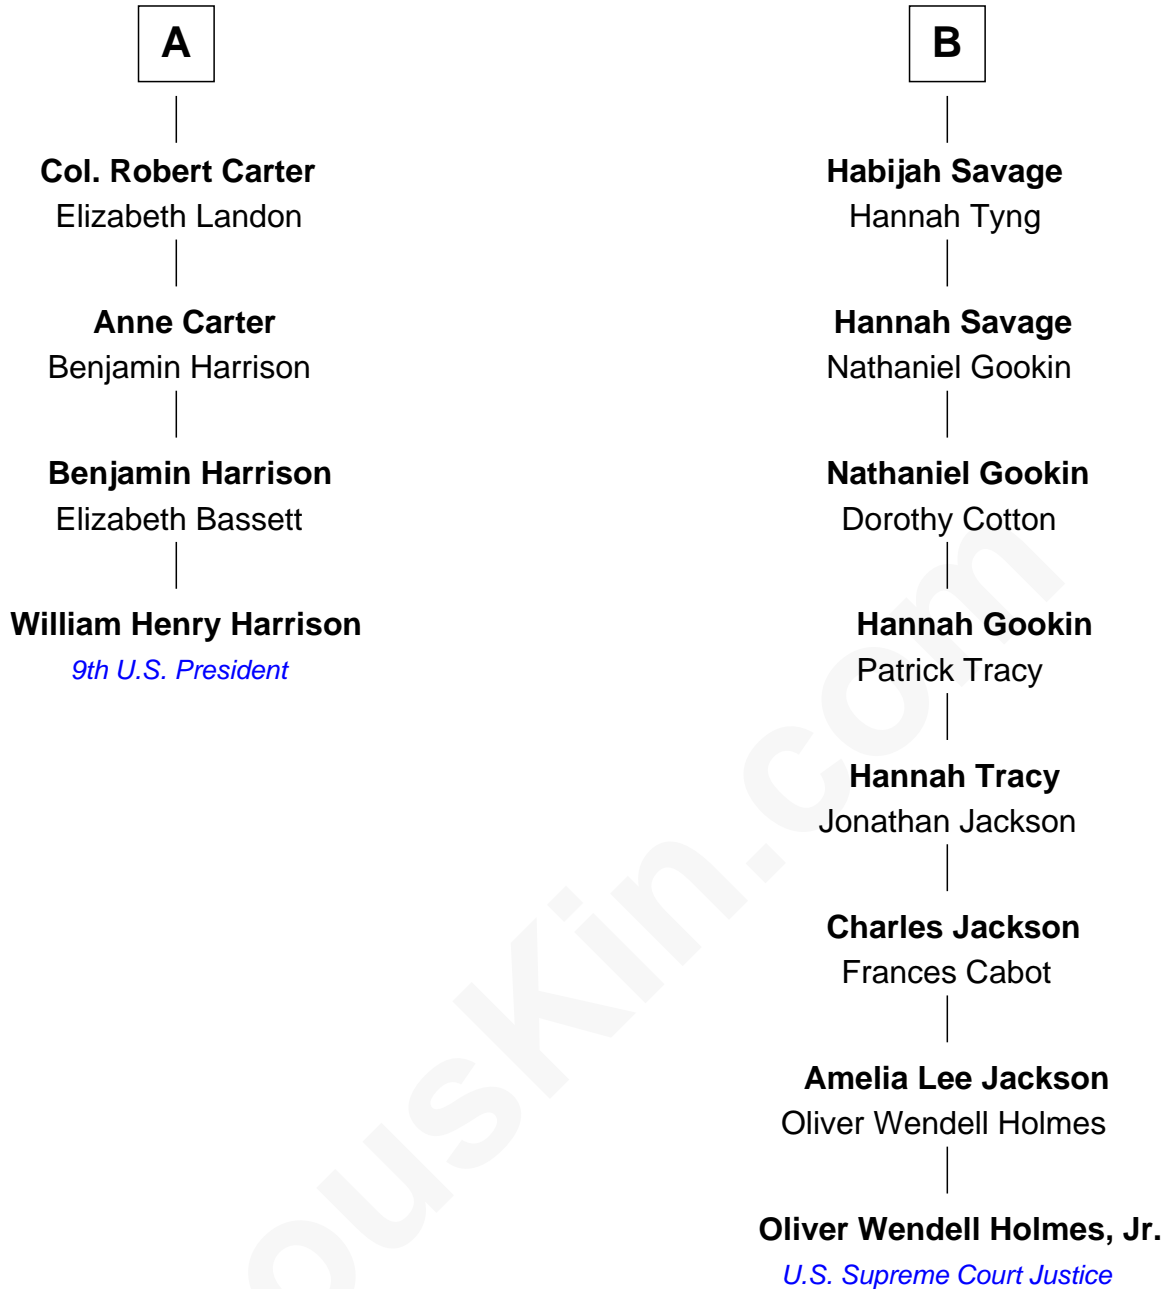 A
Col. Robert Carter
Elizabeth Landon
Anne Carter
Benjamin Harrison
Benjamin Harrison
Elizabeth Bassett
William Henry Harrison
9th U.S. President
B
Habijah Savage
Hannah Tyng
Hannah Savage
Nathaniel Gookin
Nathaniel Gookin
Dorothy Cotton
Hannah Gookin
Patrick Tracy
Hannah Tracy
Jonathan Jackson
Charles Jackson
Frances Cabot
Amelia Lee Jackson
Oliver Wendell Holmes
Oliver Wendell Holmes, Jr.
U.S. Supreme Court Justice
ousKin.com